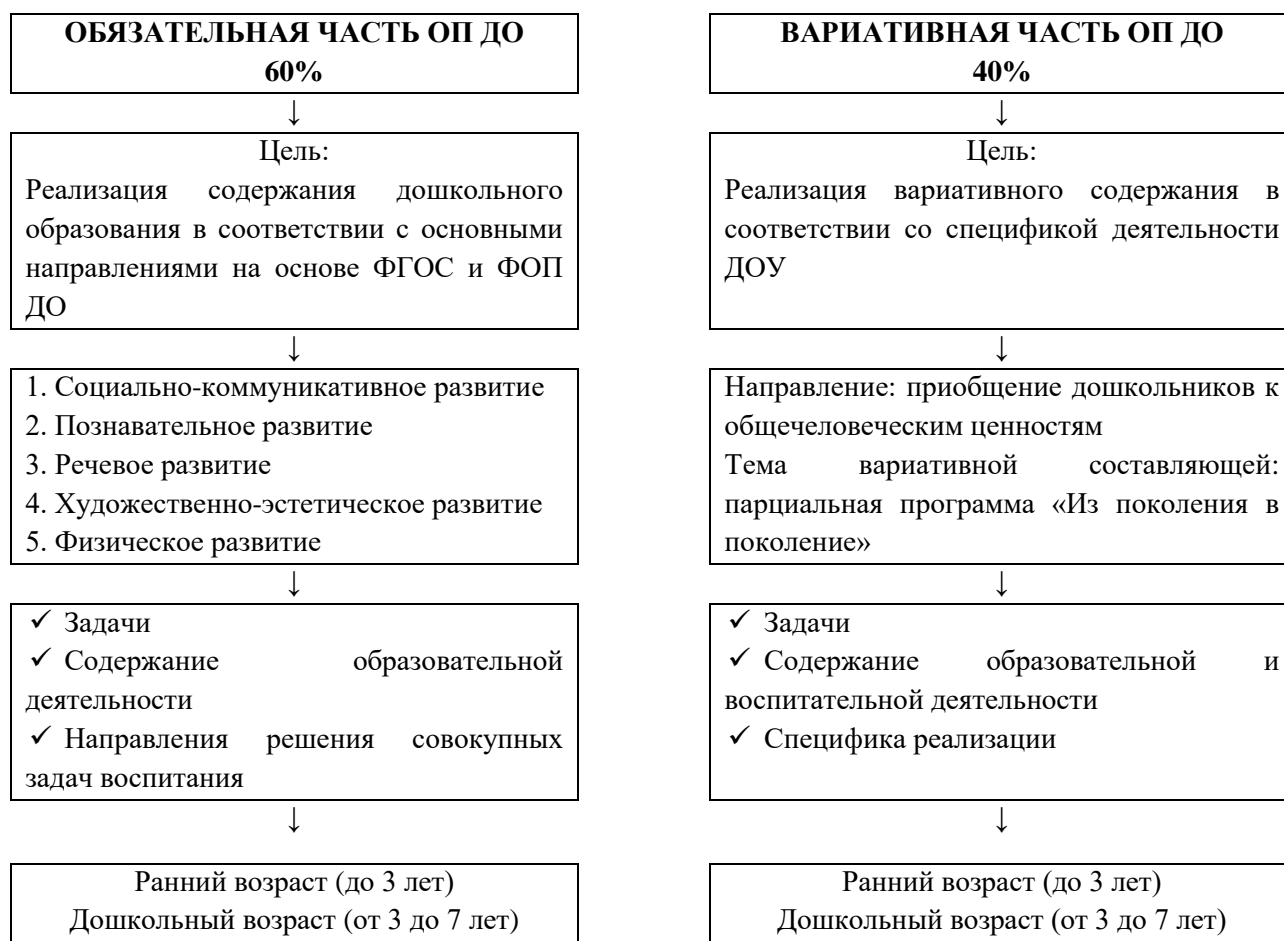 ОБЯЗАТЕЛЬНАЯ ЧАСТЬ ОП ДО
60%
↓
Цель:
Реализация содержания дошкольного
образования в соответствии с основными
направлениями на основе ФГОС и ФОП
ДО
↓
1. Социально-коммуникативное развитие
2. Познавательное развитие
3. Речевое развитие
4. Художественно-эстетическое развитие
5. Физическое развитие
↓
✓ Задачи
✓ Содержание образовательной
деятельности
✓ Направления решения совокупных
задач воспитания
↓
Ранний возраст (до 3 лет)
Дошкольный возраст (от 3 до 7 лет)
ВАРИАТИВНАЯ ЧАСТЬ ОП ДО
40%
↓
Цель:
Реализация вариативного содержания в
соответствии со спецификой деятельности
ДОУ
↓
Направление: приобщение дошкольников к
общечеловеческим ценностям
Тема вариативной составляющей:
парциальная программа «Из поколения в
поколение»
↓
✓ Задачи
✓ Содержание образовательной и
воспитательной деятельности
✓ Специфика реализации
↓
Ранний возраст (до 3 лет)
Дошкольный возраст (от 3 до 7 лет)